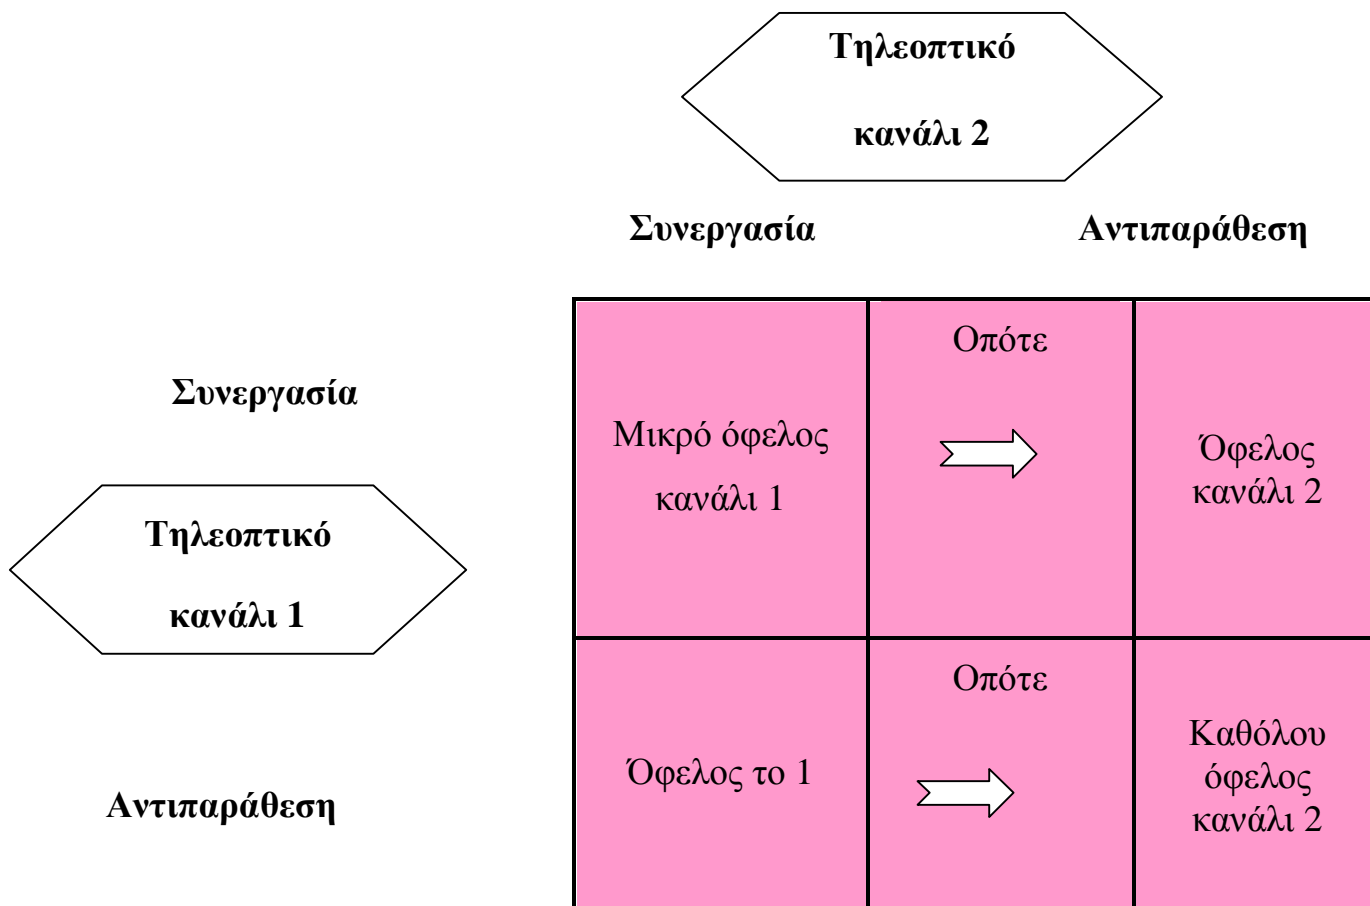 Τηλεοπτικό
κανάλι 2
Συνεργασία
Αντιπαράθεση
Συνεργασία
Τηλεοπτικό
κανάλι 1
Αντιπαράθεση
Μικρό όφελος
κανάλι 1
Οπότε
Όφελος
κανάλι 2
Όφελος το 1
Οπότε
Καθόλου
όφελος
κανάλι 2